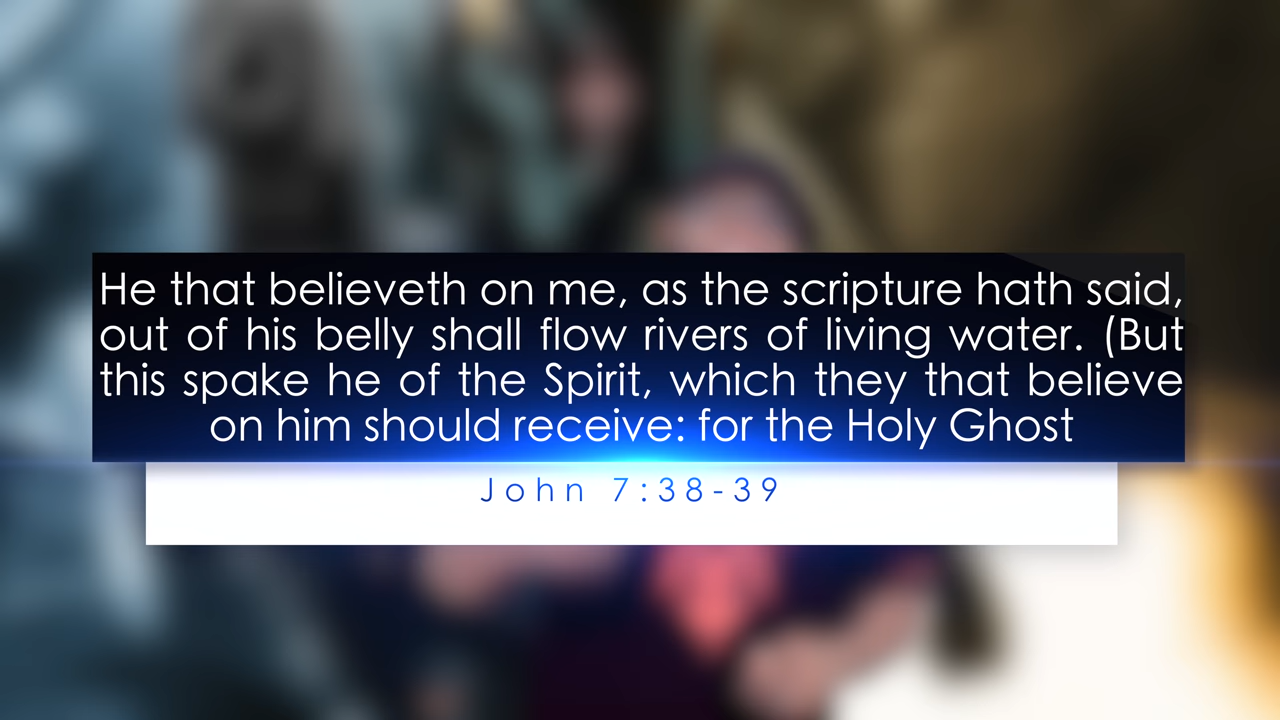 He that believeth on me, as the scripture hath said,
out of his belly shall flow rivers of living water. (But
this spake he of the Spirit, which they that believe
on him should receive: for the Holy Ghost
John 7:38-39